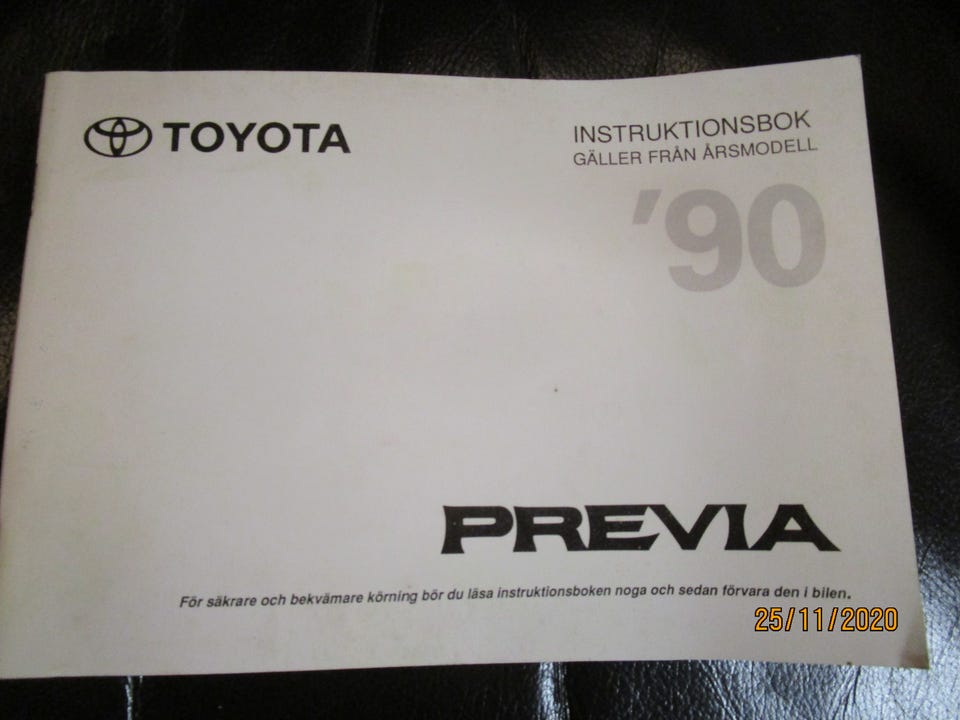 TOYOTA
INSTRUKTIONSBOK
GÄLLER FRÅN ÅRSMODELL
'90
PREVIA
För säkrare och bekvämare körning bör du läsa instruktionsboken noga och sedan förvara den i bilen.
25/11/2020